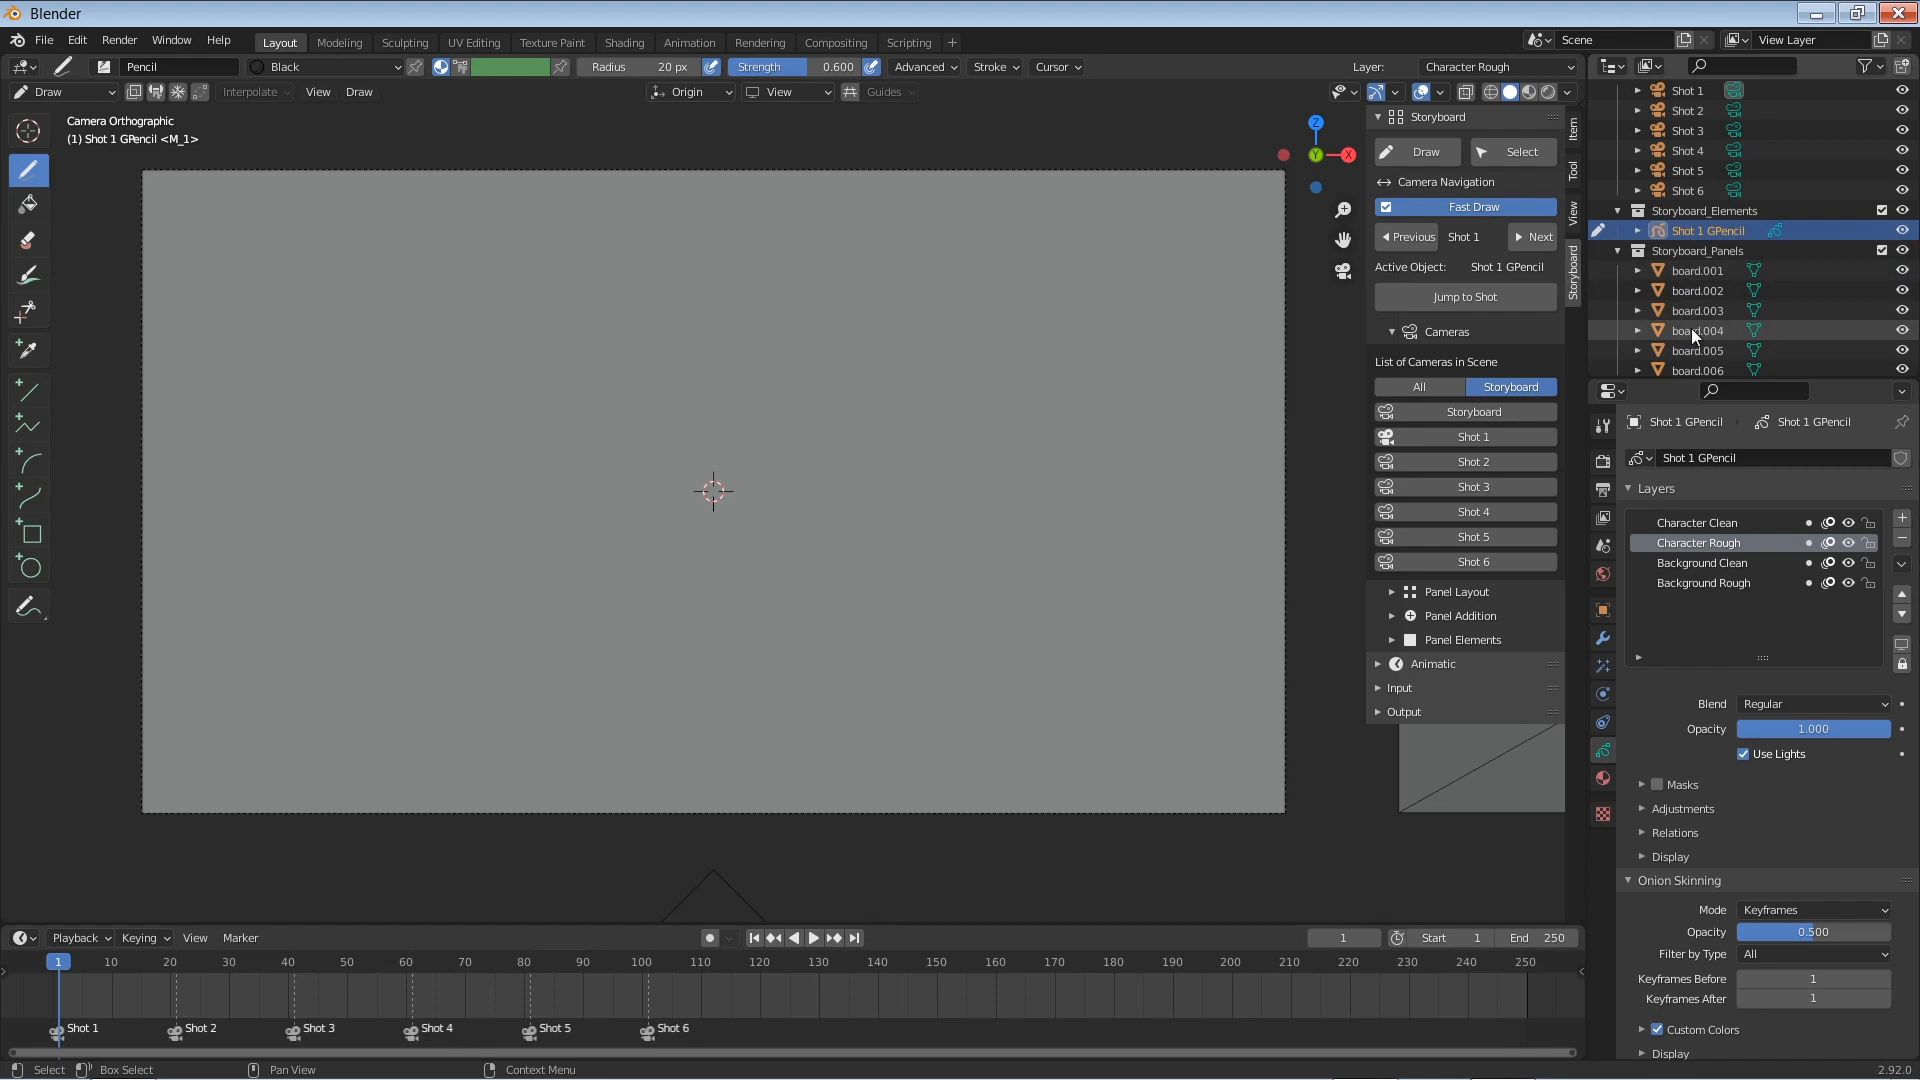 Blender
File Edit Render Window Help
Layout Modeling Sculpting UV Editing Texture Paint Shading Animation Rendering Compositing Scripting
Scene View Layer
Pencil Black Radius 20 px Strength 0.600 Advanced Stroke Cursor Layer: Character Rough
Draw Interpolate View Draw Origin View Guides
Camera Orthographic
(1) Shot 1 GPencil <M_1>
Z
Y
X
Storyboard
Draw Select
Camera Navigation
Fast Draw
Previous Shot 1 Next
Active Object: Shot 1 GPencil
Jump to Shot
Cameras
List of Cameras in Scene
All Storyboard
Storyboard
Shot 1
Shot 2
Shot 3
Shot 4
Shot 5
Shot 6
Panel Layout
Panel Addition
Panel Elements
Animatic
Input
Output
Item
Tool
View
Storyboard
Shot 1
Shot 2
Shot 3
Shot 4
Shot 5
Shot 6
Storyboard_Elements
Shot 1 GPencil
Storyboard_Panels
board.001
board.002
board.003
board.004
board.005
board.006
Shot 1 GPencil Shot 1 GPencil
Shot 1 GPencil
Layers
Character Clean
Character Rough
Background Clean
Background Rough
Blend Regular
Opacity 1.000
Use Lights
Masks
Adjustments
Relations
Display
Onion Skinning
Mode Keyframes
Opacity 0.500
Filter by Type All
Keyframes Before 1
Keyframes After 1
Custom Colors
Display
Playback Keying View Marker 1 Start 1 End 250
1 10 20 30 40 50 60 70 80 90 100 110 120 130 140 150 160 170 180 190 200 210 220 230 240 250
Shot 1 Shot 2 Shot 3 Shot 4 Shot 5 Shot 6
Select Box Select Pan View Context Menu 2.92.0